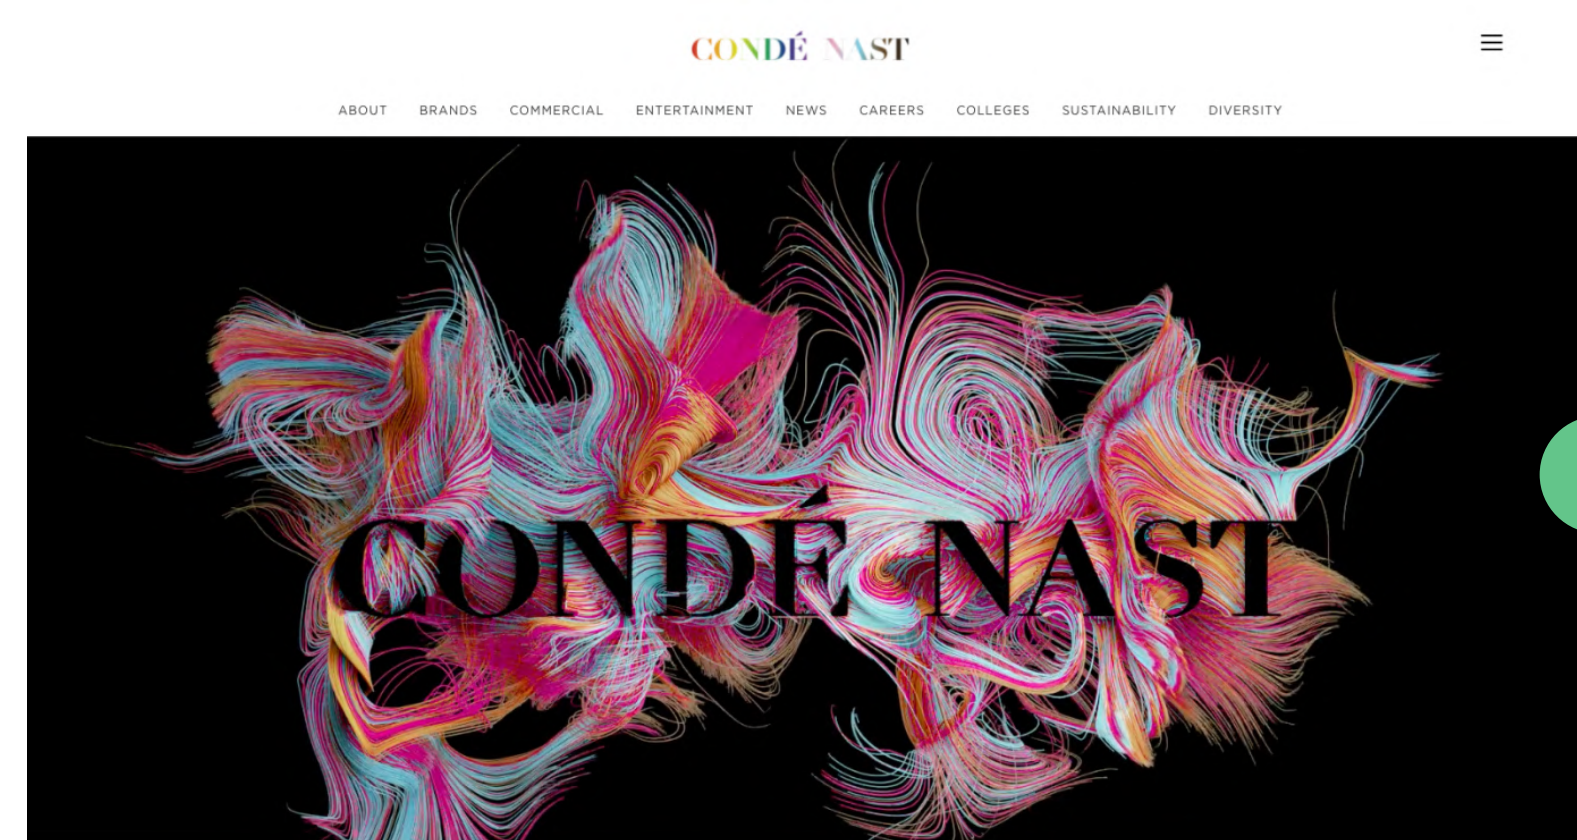 CONDÉ NAST
ABOUT BRANDS COMMERCIAL ENTERTAINMENT NEWS CAREERS COLLEGES SUSTAINABILITY DIVERSITY
CONDÉ NAST